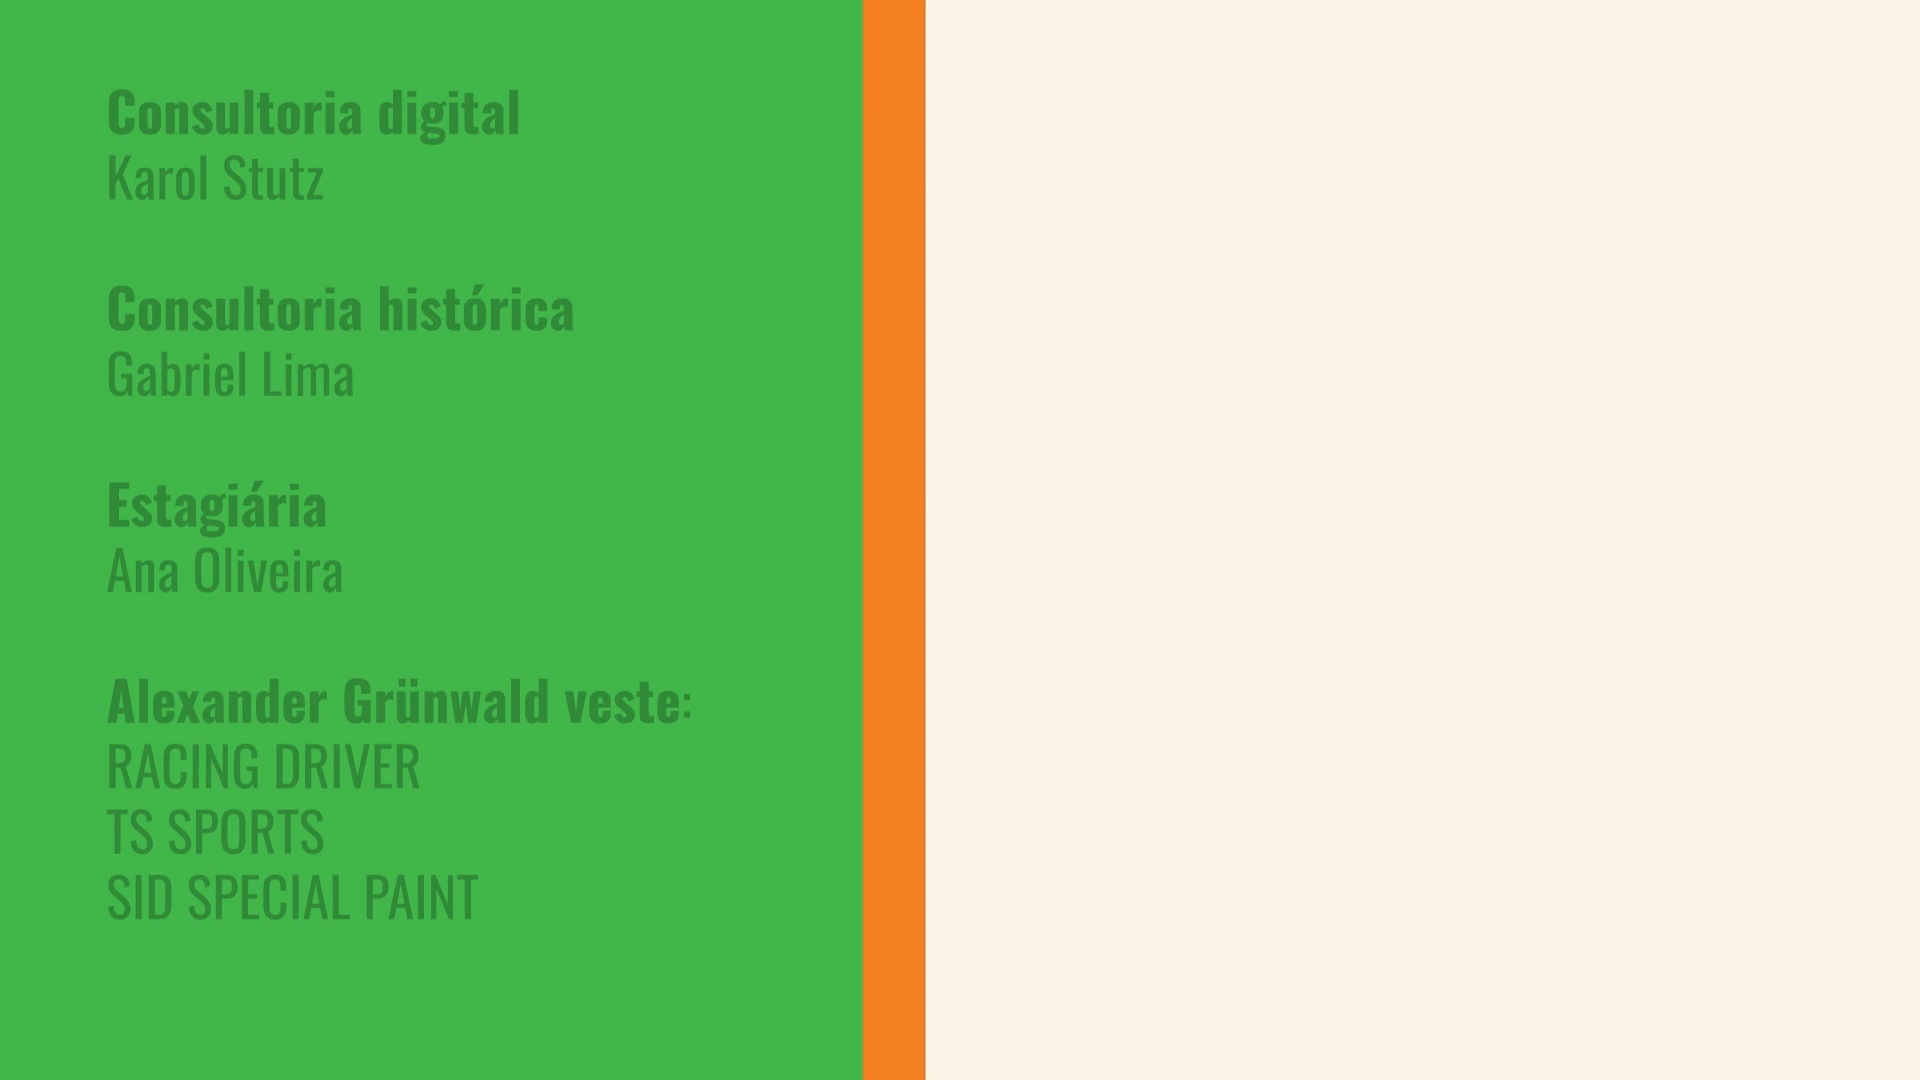 Consultoria digital
Karol Stutz
Consultoria histórica
Gabriel Lima
Estagiária
Ana Oliveira
Alexander Grünwald veste:
RACING DRIVER
TS SPORTS
SID SPECIAL PAINT